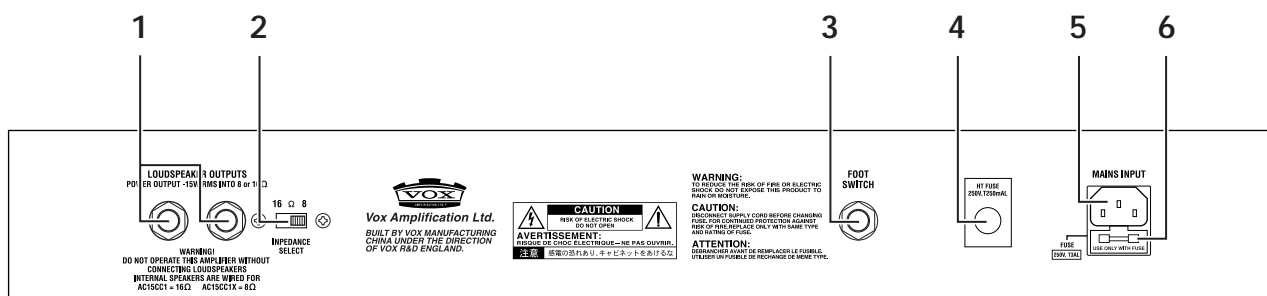 1 2 3 4 5 6
LOUDSPEAKER OUTPUTS
POWER OUTPUT -15W RMS INTO 8 or 16Ω
16 Ω 8
IMPEDANCE
SELECT
WARNING!
DO NOT OPERATE THIS AMPLIFIER WITHOUT
CONNECTING LOUDSPEAKERS
INTERNAL SPEAKERS ARE WIRED FOR
AC15CC1 = 16Ω AC15CC1X = 8Ω
VOX
AMPLIFICATION LTD.
Vox Amplification Ltd.
BUILT BY VOX MANUFACTURING
CHINA UNDER THE DIRECTION
OF VOX R&D ENGLAND.
CAUTION
RISK OF ELECTRIC SHOCK
DO NOT OPEN
AVERTISSEMENT:
RISQUE DE CHOC ELECTRIQUE—NE PAS OUVRIR.
注意 感電の恐れあり、キャビネットをあけるな
WARNING:
TO REDUCE THE RISK OF FIRE OR ELECTRIC
SHOCK DO NOT EXPOSE THIS PRODUCT TO
RAIN OR MOISTURE.
CAUTION:
DISCONNECT SUPPLY CORD BEFORE CHANGING
FUSE. FOR CONTINUED PROTECTION AGAINST
RISK OF FIRE,REPLACE ONLY WITH SAME TYPE
AND RATING OF FUSE.
ATTENTION:
DEBRANCHER AVANT DE REMPLACER LE FUSIBLE,
UTILISER UN FUSIBLE DE RECHANGE DE MEME TYPE.
FOOT
SWITCH
HT FUSE
250V,T250mAL
MAINS INPUT
FUSE
250V, T3AL
USE ONLY WITH FUSE